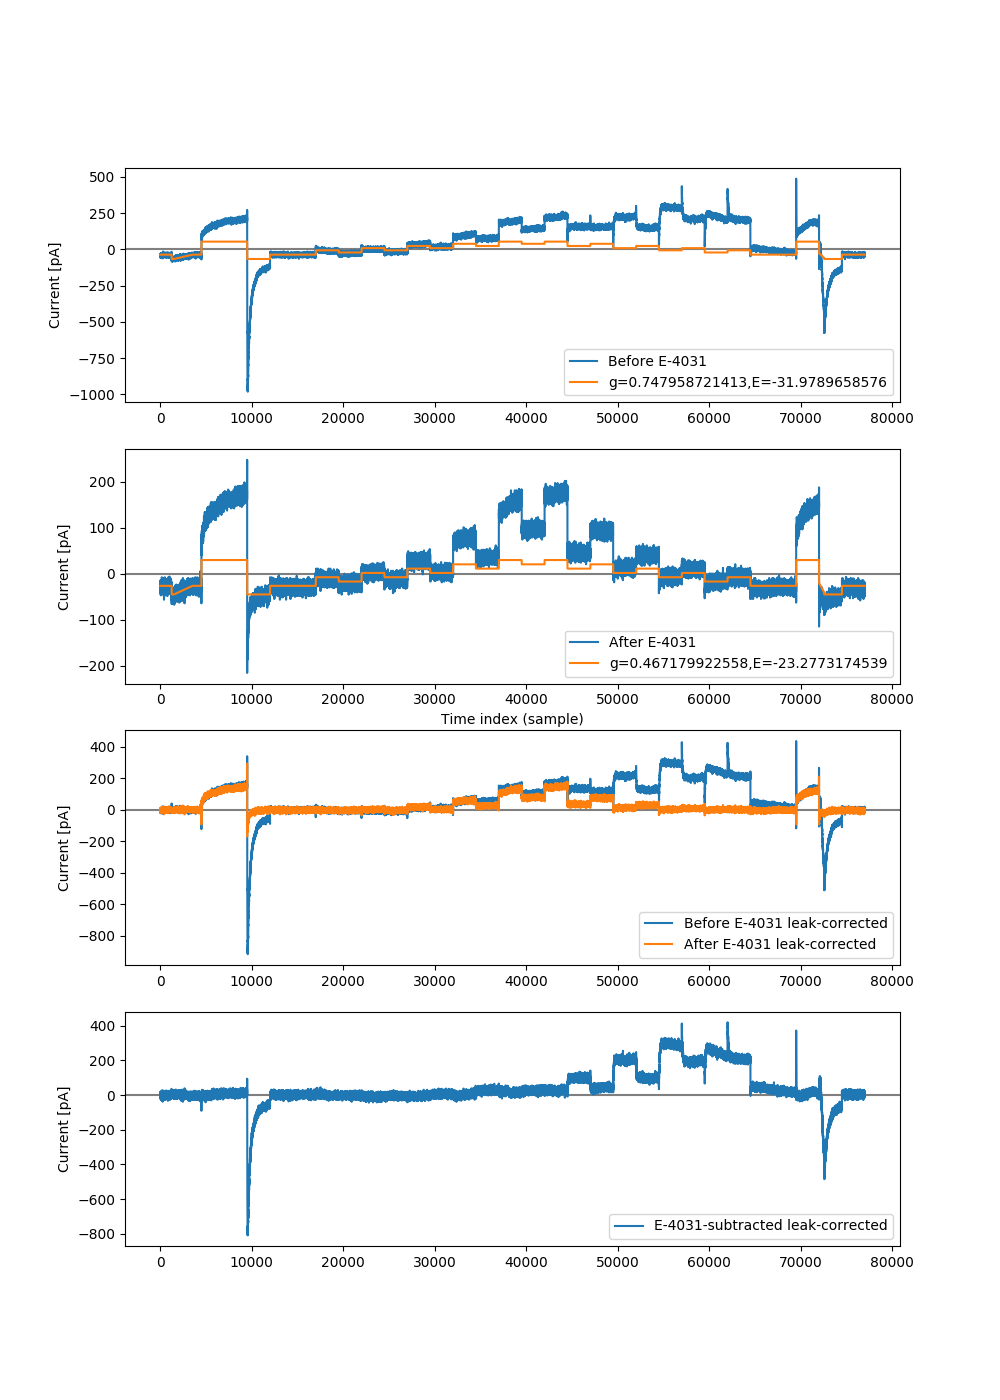 500
250
0
−250
−500
−750
−1000
Current [pA]
Before E-4031
g=0.747958721413,E=-31.9789658576
0 10000 20000 30000 40000 50000 60000 70000 80000
200
100
0
−100
−200
Current [pA]
After E-4031
g=0.467179922558,E=-23.2773174539
0 10000 20000 30000 40000 50000 60000 70000 80000
Time index (sample)
400
200
0
−200
−400
−600
−800
Current [pA]
Before E-4031 leak-corrected
After E-4031 leak-corrected
0 10000 20000 30000 40000 50000 60000 70000 80000
400
200
0
−200
−400
−600
−800
Current [pA]
E-4031-subtracted leak-corrected
0 10000 20000 30000 40000 50000 60000 70000 80000